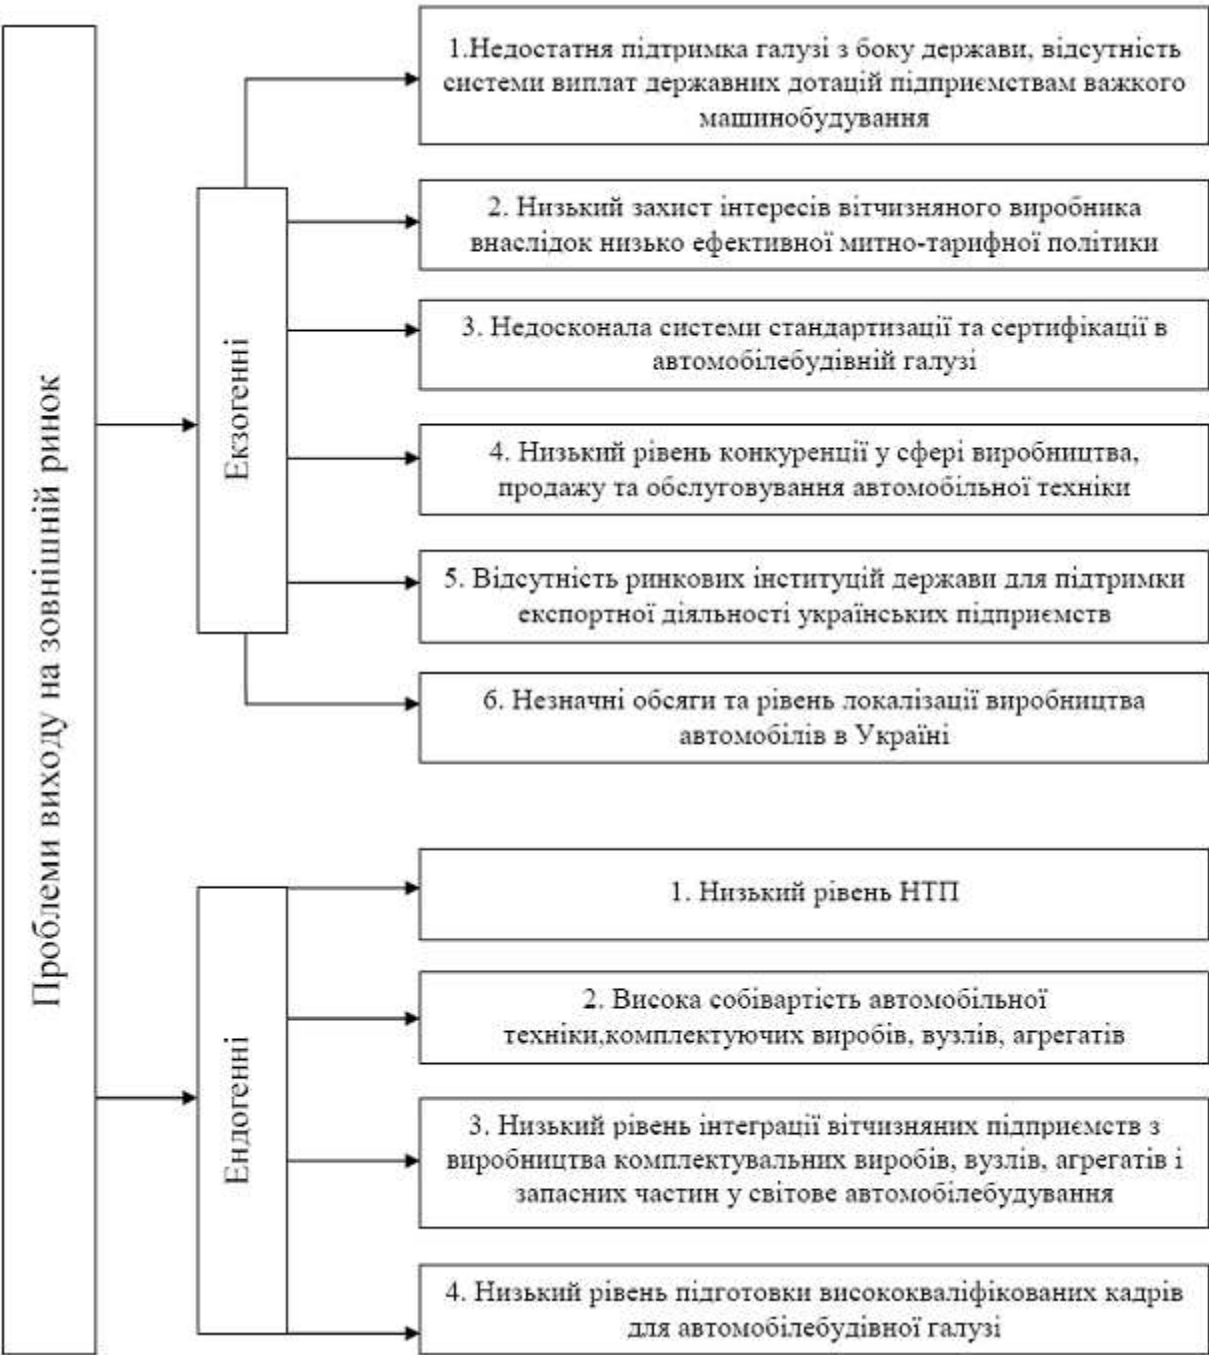 Проблеми виходу на зовнішній ринок
Екзогенні
1.Недостатня підтримка галузі з боку держави, відсутність
системи виплат державних дотацій підприємствам важкого
машинобудування
2. Низький захист інтересів вітчизняного виробника
внаслідок низько ефективної митно-тарифної політики
3. Недосконала системи стандартизації та сертифікації в
автомобілебудівній галузі
4. Низький рівень конкуренції у сфері виробництва,
продажу та обслуговування автомобільної техніки
5. Відсутність ринкових інституцій держави для підтримки
експортної діяльності українських підприємств
6. Незначні обсяги та рівень локалізації виробництва
автомобілів в Україні
Ендогенні
1. Низький рівень НТП
2. Висока собівартість автомобільної
техніки,комплектуючих виробів, вузлів, агрегатів
3. Низький рівень інтеграції вітчизняних підприємств з
виробництва комплектувальних виробів, вузлів, агрегатів і
запасних частин у світове автомобілебудування
4. Низький рівень підготовки висококваліфікованих кадрів
для автомобілебудівної галузі